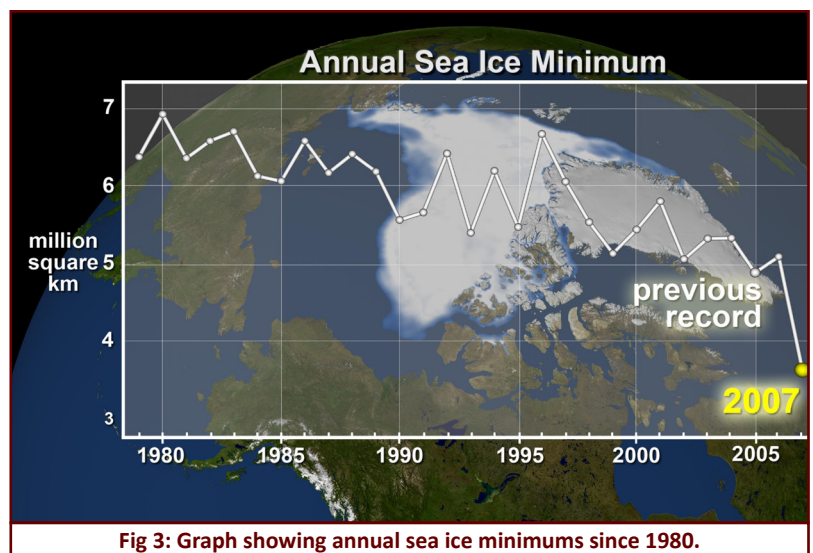 Annual Sea Ice Minimum
7
6
million
square
km
5
4
3
previous
record
2007
1980 1985 1990 1995 2000 2005
Fig 3: Graph showing annual sea ice minimums since 1980.